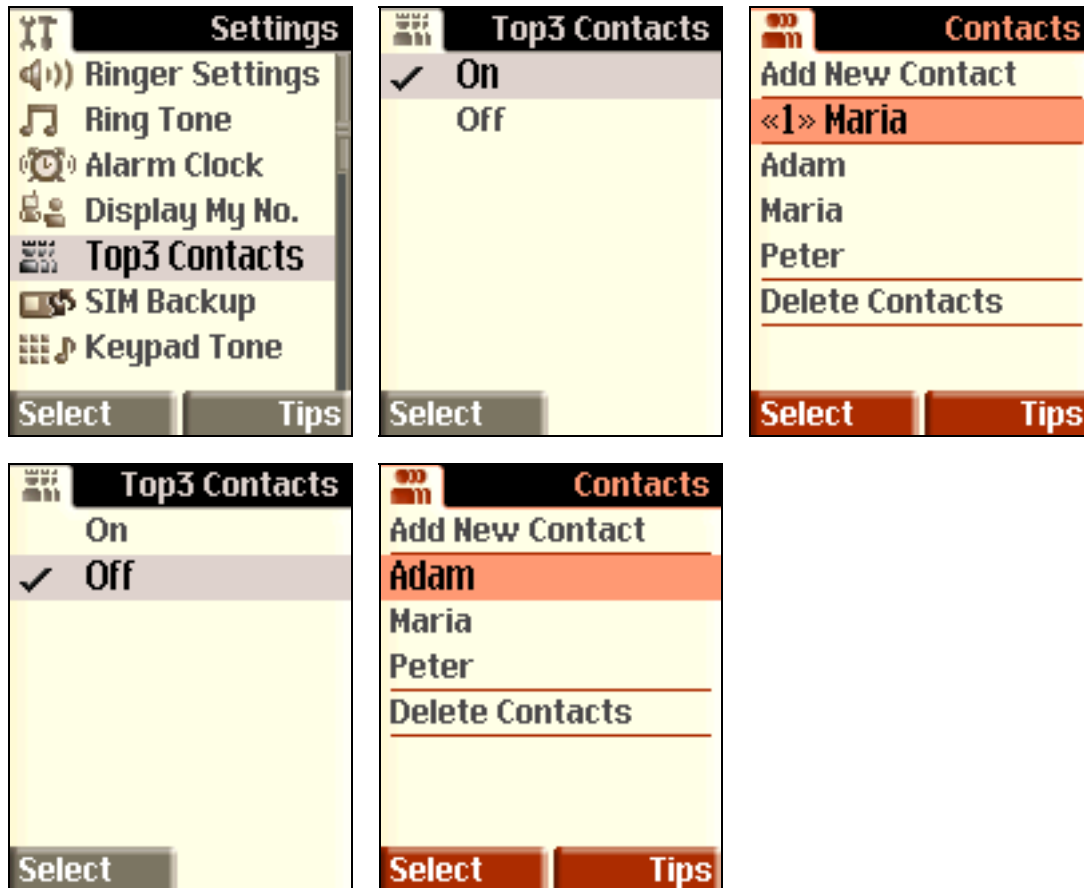 Settings
Ringer Settings
Ring Tone
Alarm Clock
Display My No.
Top3 Contacts
SIM Backup
Keypad Tone
Select Tips
Top3 Contacts
On
Off
Select
Contacts
Add New Contact
«1» Maria
Adam
Maria
Peter
Delete Contacts
Select Tips
Top3 Contacts
On
Off
Select
Contacts
Add New Contact
Adam
Maria
Peter
Delete Contacts
Select Tips